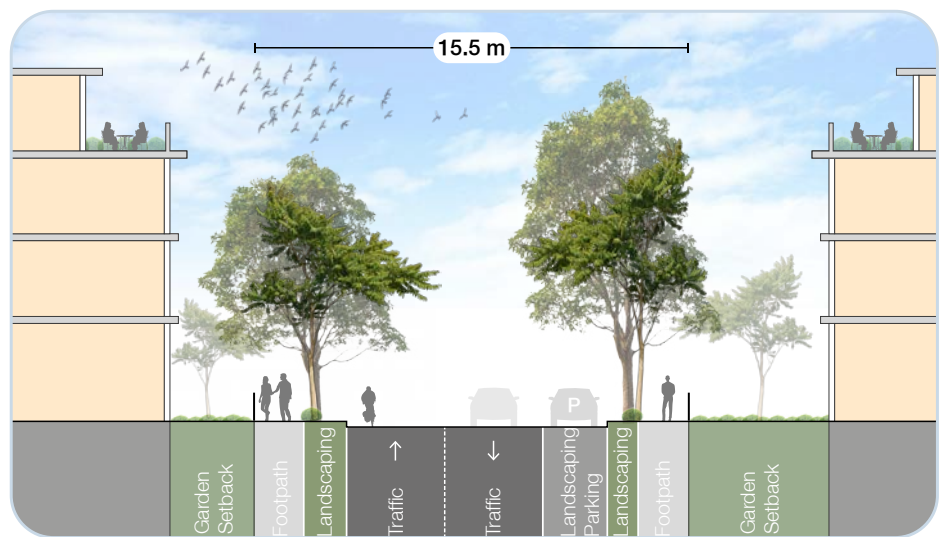 15.5 m
P
Garden
Setback
Footpath
Landscaping
Traffic
Traffic
Landscaping
Parking
Landscaping
Footpath
Garden
Setback